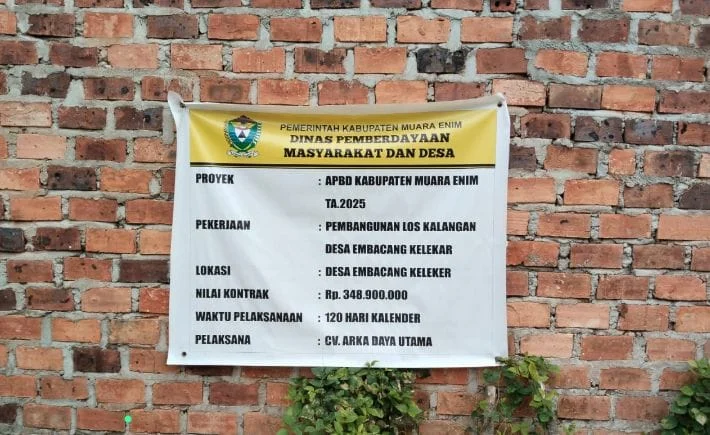 PEMERINTAH KABUPATEN MUARA ENIM
DINAS PEMBERDAYAAN
MASYARAKAT DAN DESA
PROYEK : APBD KABUPATEN MUARA ENIM
TA.2025
PEKERJAAN : PEMBANGUNAN LOS KALANGAN
DESA EMBACANG KELEKAR
LOKASI : DESA EMBACANG KELEKER
NILAI KONTRAK : Rp. 348.900.000
WAKTU PELAKSANAAN : 120 HARI KALENDER
PELAKSANA : CV. ARKA DAYA UTAMA